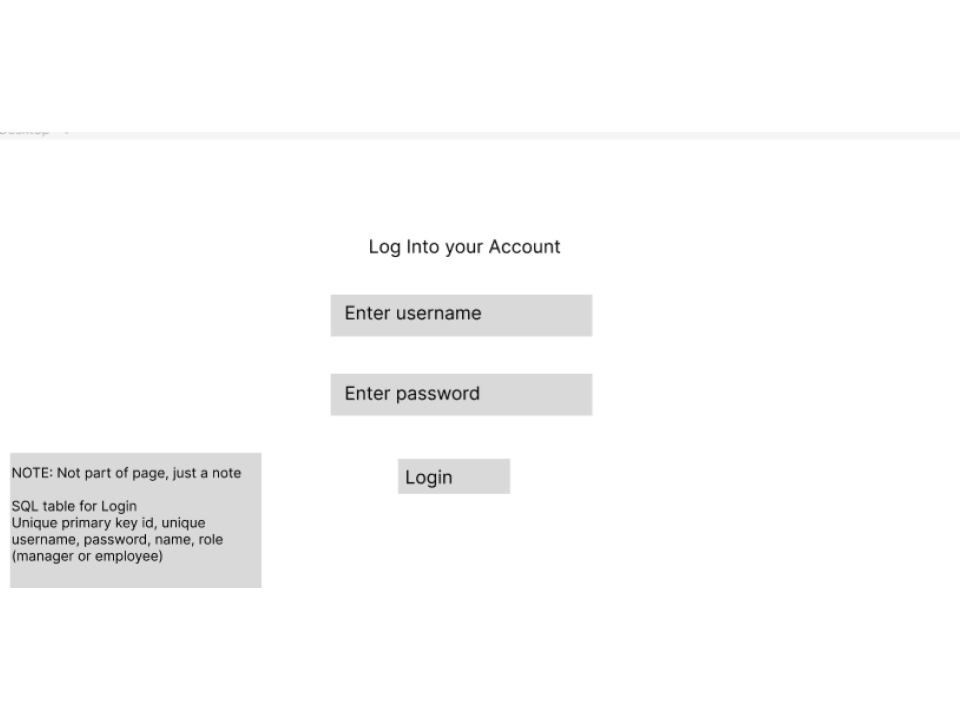 Log Into your Account
Enter username
Enter password
Login
NOTE: Not part of page, just a note
SQL table for Login
Unique primary key id, unique
username, password, name, role
(manager or employee)